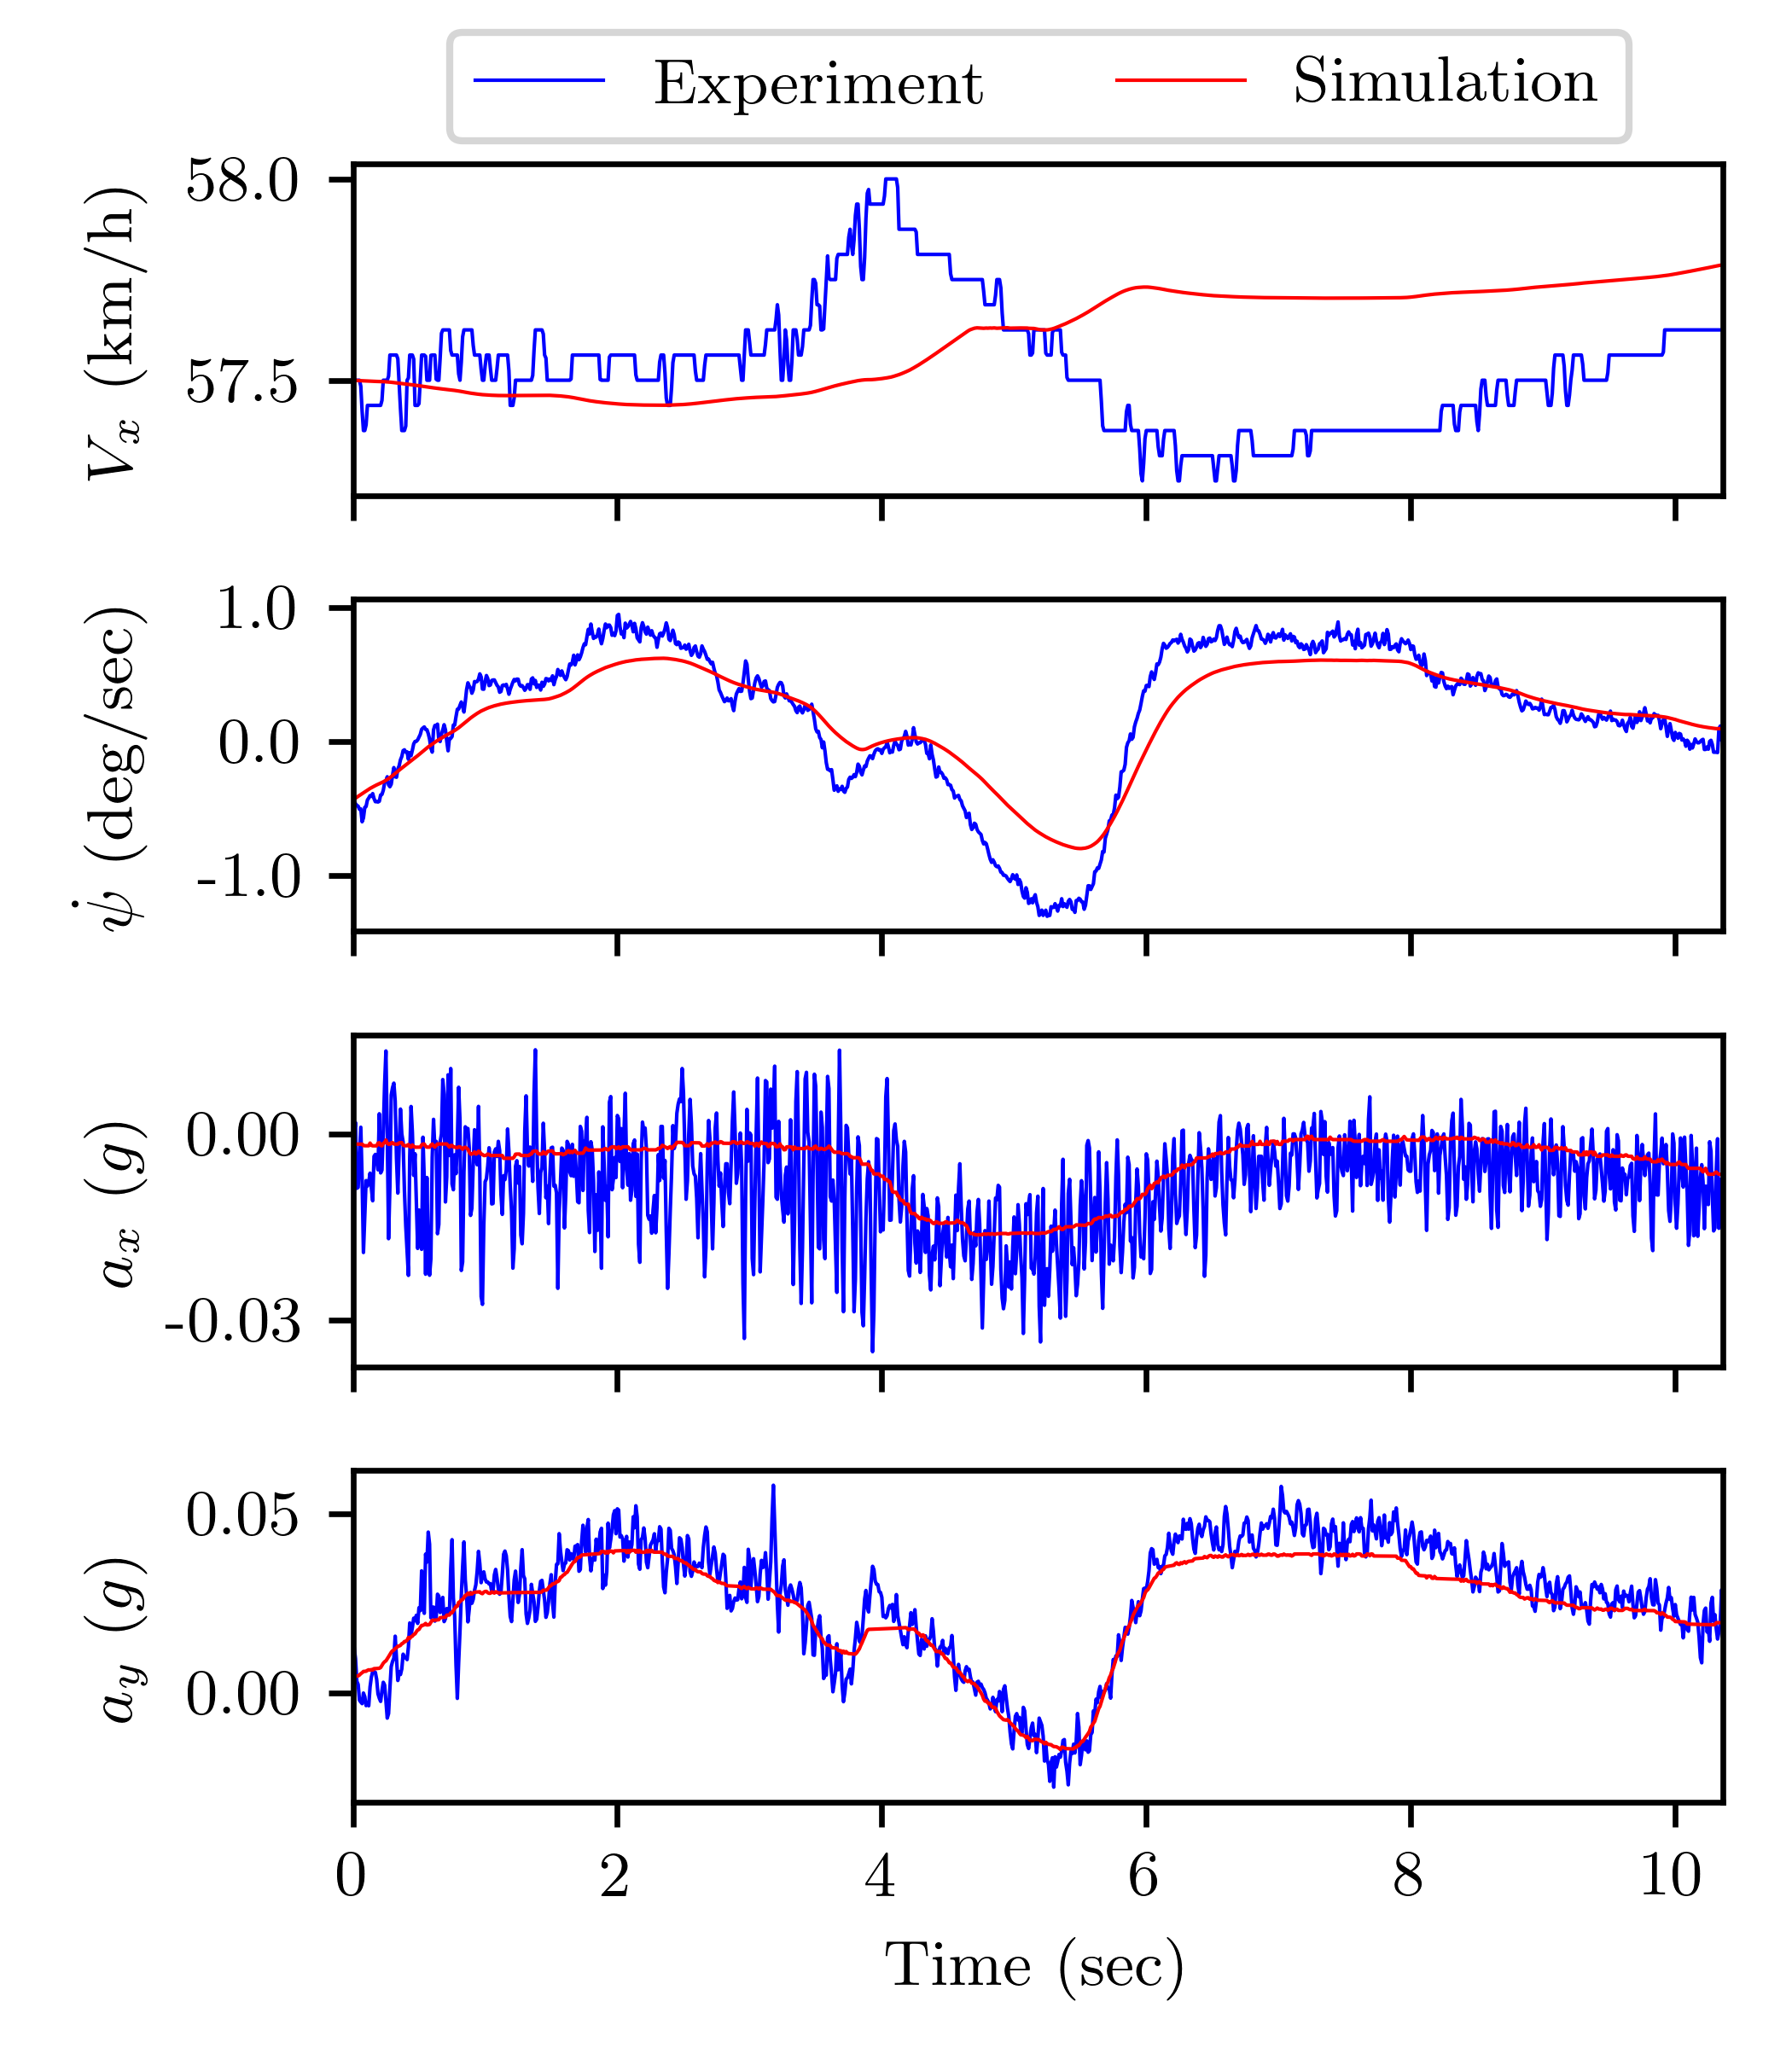 Experiment Simulation
58.0
57.5
V_x (km/h)
1.0
0.0
-1.0
ψ̇ (deg/sec)
0.00
-0.03
a_x (g)
0.05
0.00
a_y (g)
0 2 4 6 8 10
Time (sec)